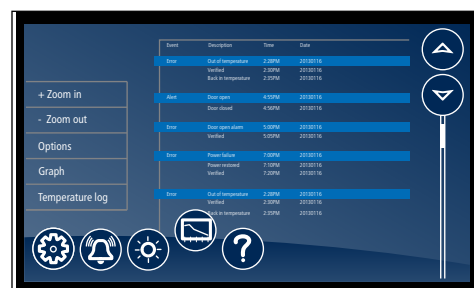 Event Description Time Date
Error Out of temperature 2:28PM 20130116
Verified 2:30PM 20130116
Back in temperature 2:35PM 20130116
Alert Door open 4:55PM 20130116
Door closed 4:56PM 20130116
Error Door open alarm 5:00PM 20130116
Verified 5:05PM 20130116
Error Power failure 7:00PM 20130116
Power restored 7:10PM 20130116
Verified 7:20PM 20130116
Error Out of temperature 2:28PM 20130116
Verified 2:30PM 20130116
Back in temperature 2:35PM 20130116
+ Zoom in
- Zoom out
Options
Graph
Temperature log
?